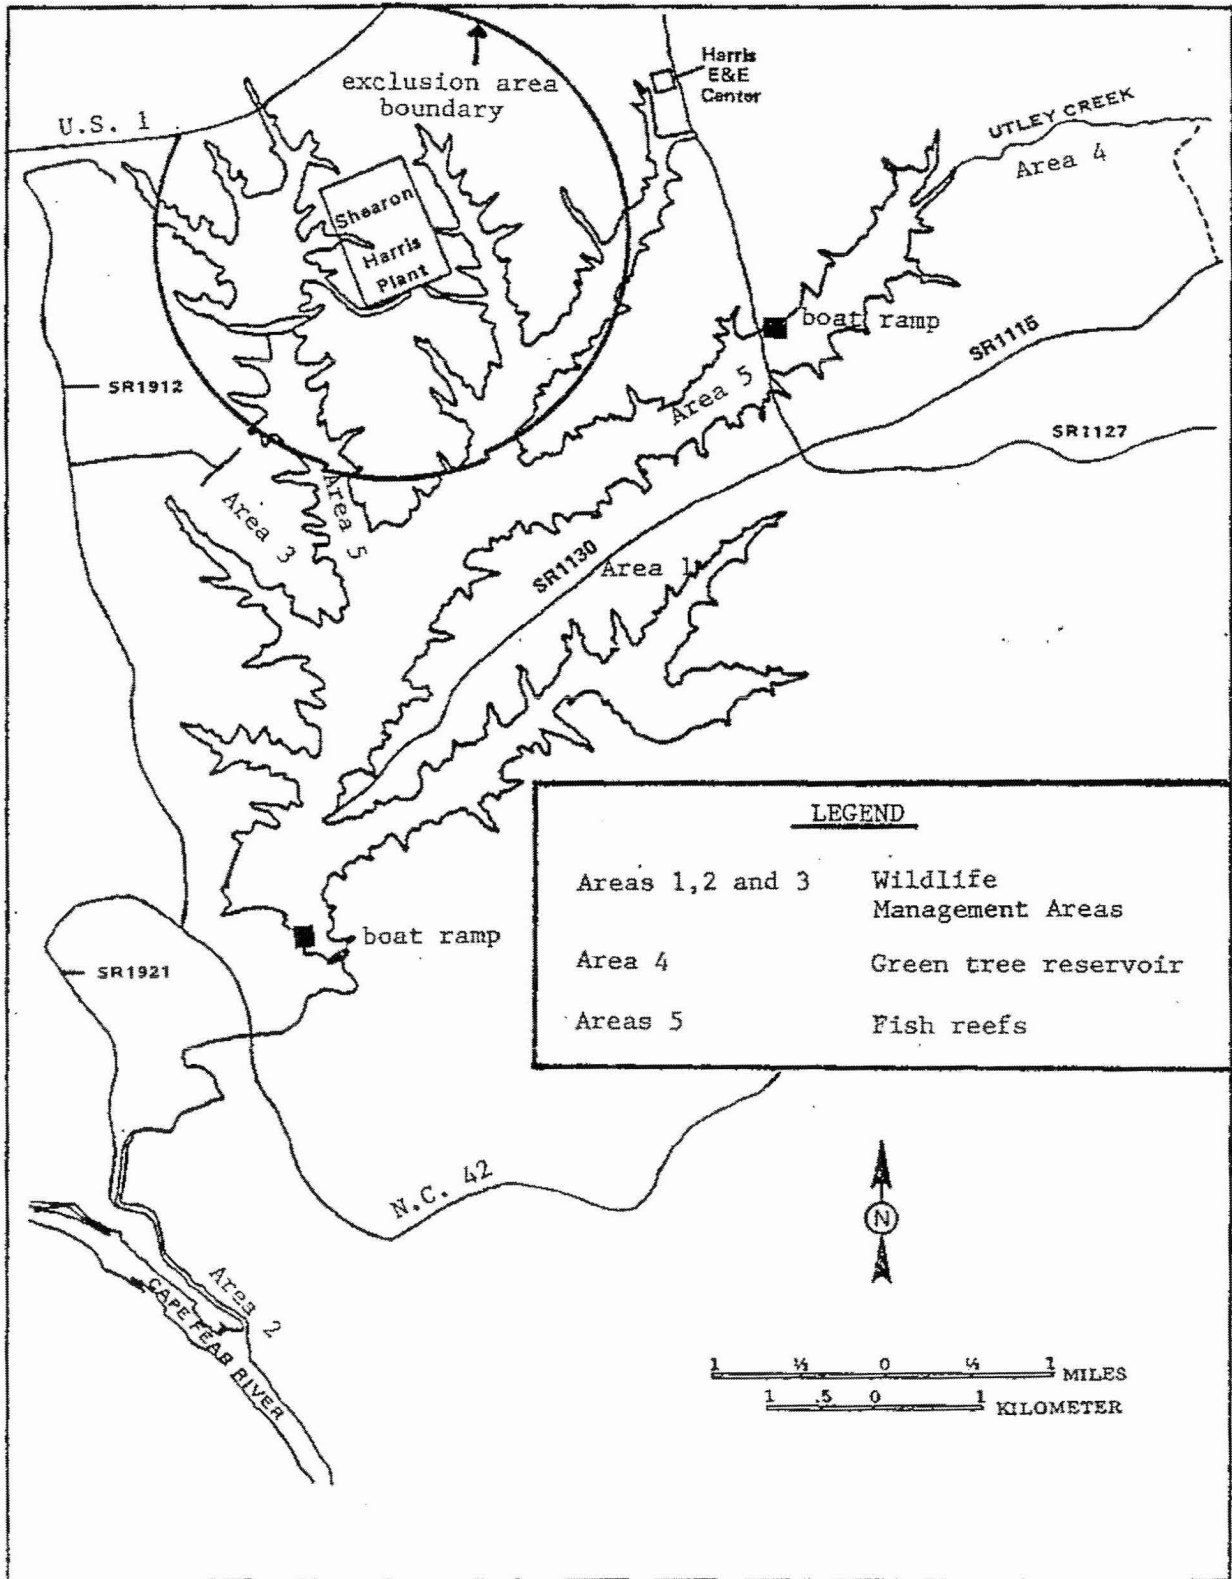 exclusion area
boundary
Harris
E&E
Center
U.S. 1
UTLEY CREEK
Area 4
Shearon
Harris
Plant
boat ramp
SR1115
SR1912
Area 5
SR1127
Area 3
Area 5
SR1130
Area 1
LEGEND
Areas 1,2 and 3 Wildlife
Management Areas
Area 4 Green tree reservoir
Areas 5 Fish reefs
boat ramp
SR1921
N.C. 42
N
Area 2
CAPE FEAR RIVER
1 ½ 0 ½ 1 MILES
1 .5 0 1 KILOMETER